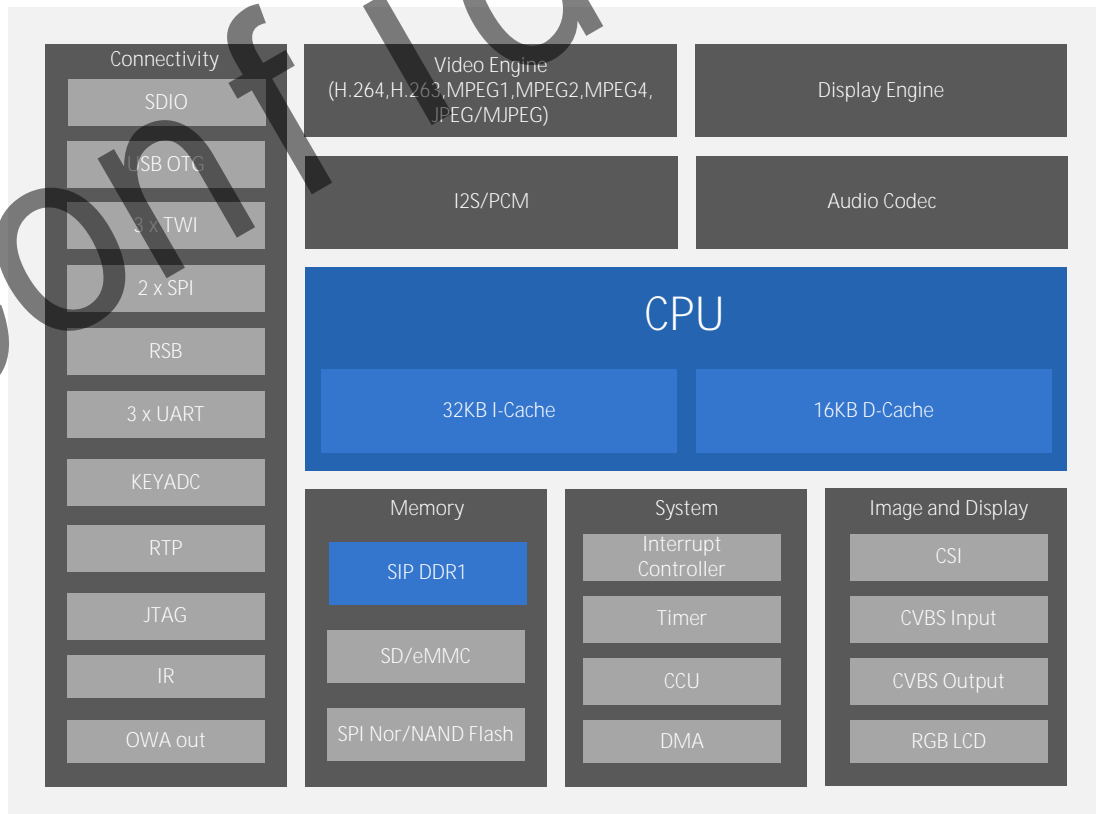 Connectivity
SDIO
USB OTG
3 x TWI
2 x SPI
RSB
3 x UART
KEYADC
RTP
JTAG
IR
OWA out
Video Engine
(H.264,H.263,MPEG1,MPEG2,MPEG4,
JPEG/MJPEG)
Display Engine
I2S/PCM
Audio Codec
CPU
32KB I-Cache
16KB D-Cache
Memory
SIP DDR1
SD/eMMC
SPI Nor/NAND Flash
System
Interrupt
Controller
Timer
CCU
DMA
Image and Display
CSI
CVBS Input
CVBS Output
RGB LCD